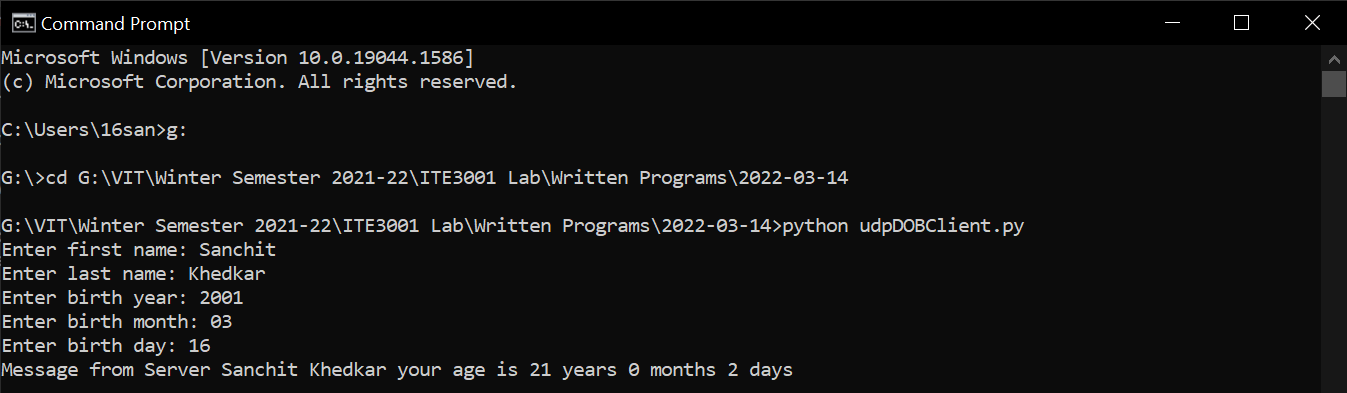 Command Prompt
Microsoft Windows [Version 10.0.19044.1586]
(c) Microsoft Corporation. All rights reserved.
C:\Users\16san>g:
G:\>cd G:\VIT\Winter Semester 2021-22\ITE3001 Lab\Written Programs\2022-03-14
G:\VIT\Winter Semester 2021-22\ITE3001 Lab\Written Programs\2022-03-14>python udpDOBClient.py
Enter first name: Sanchit
Enter last name: Khedkar
Enter birth year: 2001
Enter birth month: 03
Enter birth day: 16
Message from Server Sanchit Khedkar your age is 21 years 0 months 2 days